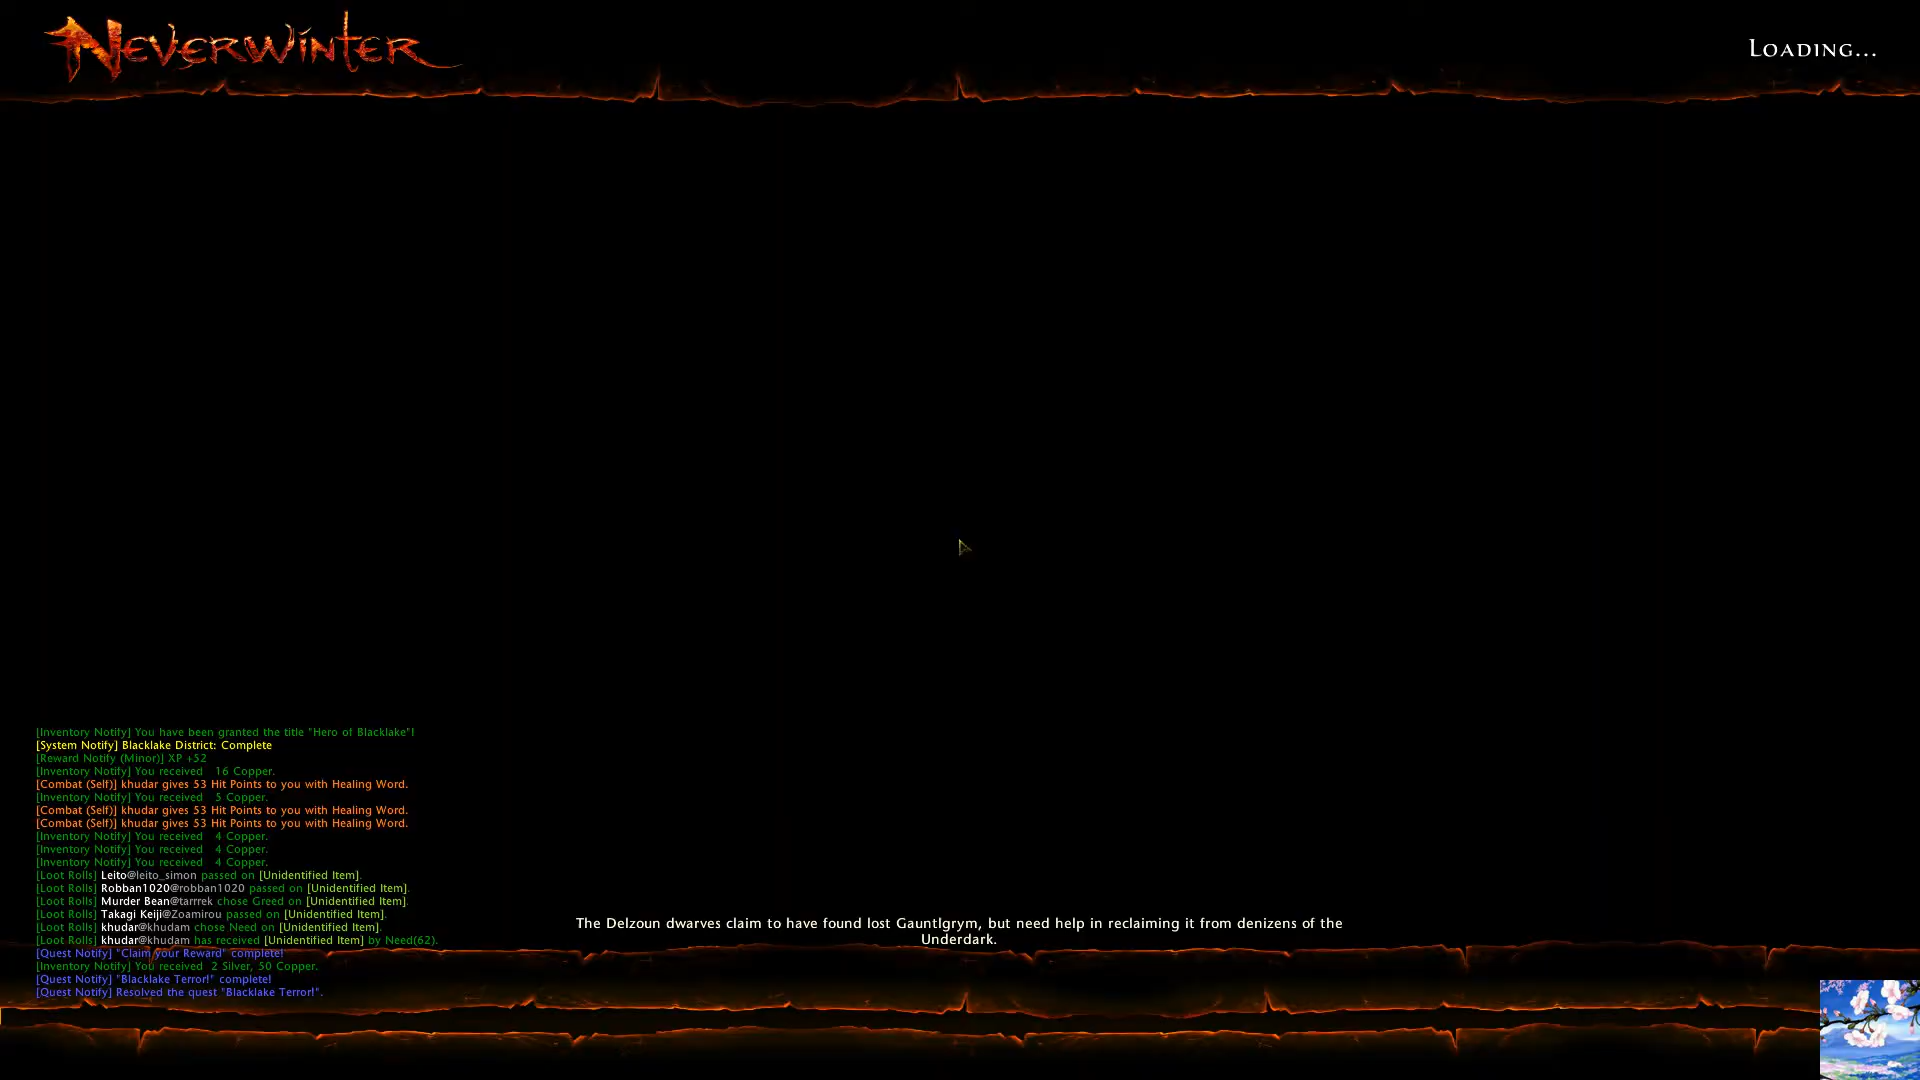 NEVERWINTER
LOADING...
[Inventory Notify] You have been granted the title "Hero of Blacklake"!
[System Notify] Blacklake District: Complete
[Reward Notify (Minor)] XP +52
[Inventory Notify] You received 16 Copper.
[Combat (Self)] khudar gives 53 Hit Points to you with Healing Word.
[Inventory Notify] You received 5 Copper.
[Combat (Self)] khudar gives 53 Hit Points to you with Healing Word.
[Combat (Self)] khudar gives 53 Hit Points to you with Healing Word.
[Inventory Notify] You received 4 Copper.
[Inventory Notify] You received 4 Copper.
[Inventory Notify] You received 4 Copper.
[Loot Rolls] Leito@leito_simon passed on [Unidentified Item].
[Loot Rolls] Robban1020@robban1020 passed on [Unidentified Item].
[Loot Rolls] Murder Bean@tarrrek chose Greed on [Unidentified Item].
[Loot Rolls] Takagi Keiji@Zoamirou passed on [Unidentified Item].
[Loot Rolls] khudar@khudam chose Need on [Unidentified Item].
[Loot Rolls] khudar@khudam has received [Unidentified Item] by Need(62).
[Quest Notify] "Claim your Reward" complete!
[Inventory Notify] You received 2 Silver, 50 Copper.
[Quest Notify] "Blacklake Terror!" complete!
[Quest Notify] Resolved the quest "Blacklake Terror!".
The Delzoun dwarves claim to have found lost Gauntlgrym, but need help in reclaiming it from denizens of the
Underdark.